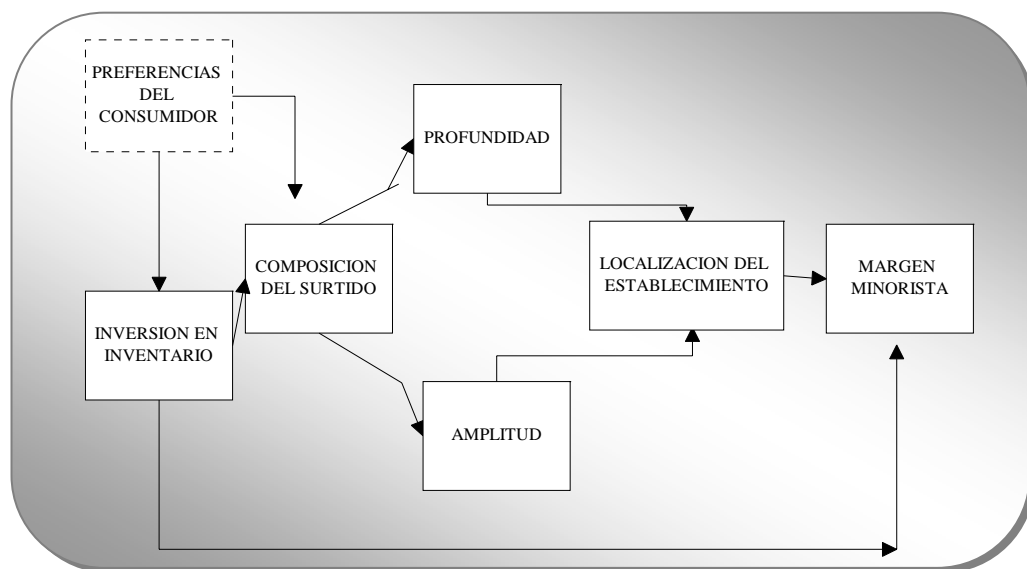 PREFERENCIAS
DEL
CONSUMIDOR
PROFUNDIDAD
COMPOSICION
DEL SURTIDO
LOCALIZACION DEL
ESTABLECIMIENTO
MARGEN
MINORISTA
INVERSION EN
INVENTARIO
AMPLITUD